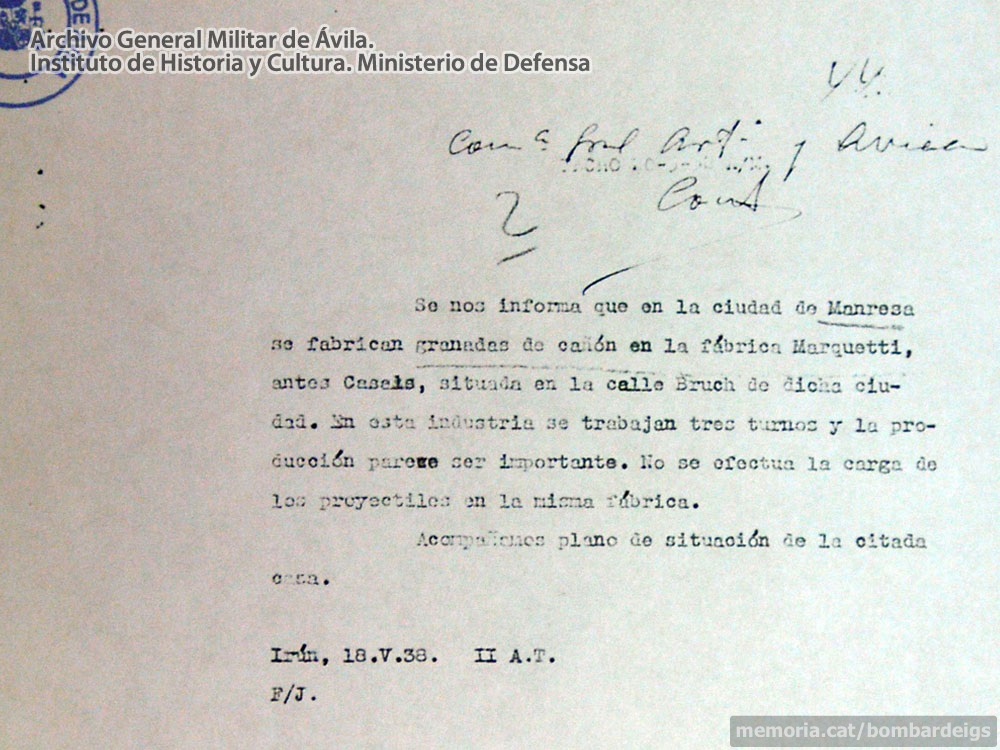 Archivo General Militar de Ávila.
Instituto de Historia y Cultura. Ministerio de Defensa
44.
y
2
Se nos informa que en la ciudad de Manresa
se fabrican granadas de cañón en la fábrica Marquetti,
antes Casals, situada en la calle Bruch de dicha ciu-
dad. En esta industria se trabajan tres turnos y la pro-
ducción parece ser importante. No se efectua la carga de
los proyectiles en la misma fábrica.
Acompañamos plano de situación de la citada
casa.
Irún, 18.V.38. II A.T.
F/J.
memoria.cat/bombardeigs